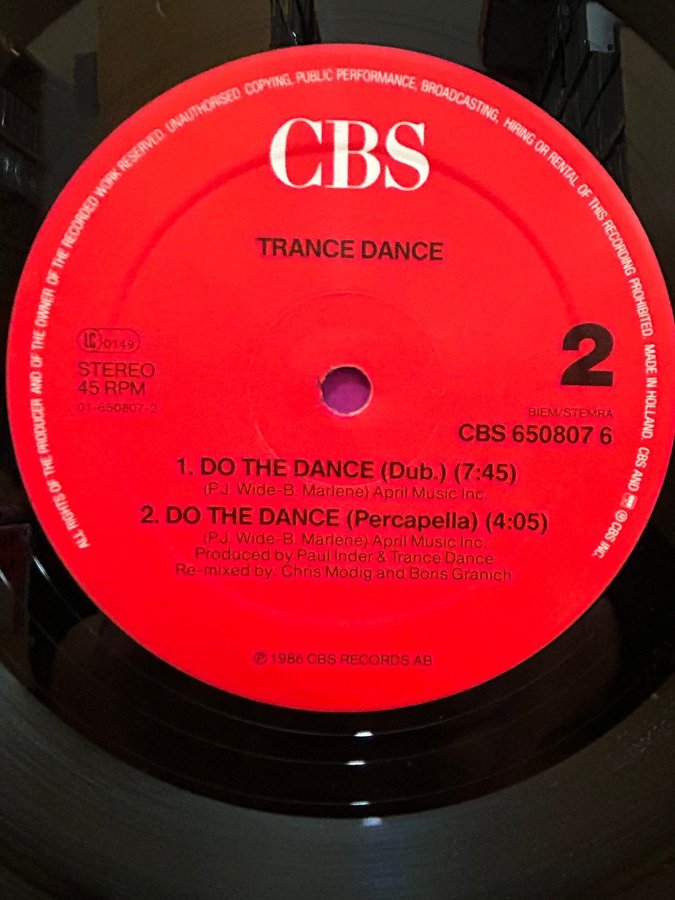 ALL RIGHTS OF THE PRODUCER AND OF THE OWNER OF THE RECORDED WORK RESERVED. UNAUTHORISED COPYING, PUBLIC PERFORMANCE, BROADCASTING, HIRING OR RENTAL OF THIS RECORDING PROHIBITED. MADE IN HOLLAND. CBS AND ® CBS INC.
CBS
TRANCE DANCE
LC 0149
STEREO
45 RPM
01-650807-2
2
BIEM/STEMRA
CBS 650807 6
1. DO THE DANCE (Dub.) (7:45)
(P.J. Wide-B. Marlene) April Music Inc.
2. DO THE DANCE (Percapella) (4:05)
(P.J. Wide-B. Marlene) April Music Inc.
Produced by Paul Inder & Trance Dance
Re-mixed by: Chris Modig and Boris Granich
℗ 1986 CBS RECORDS AB